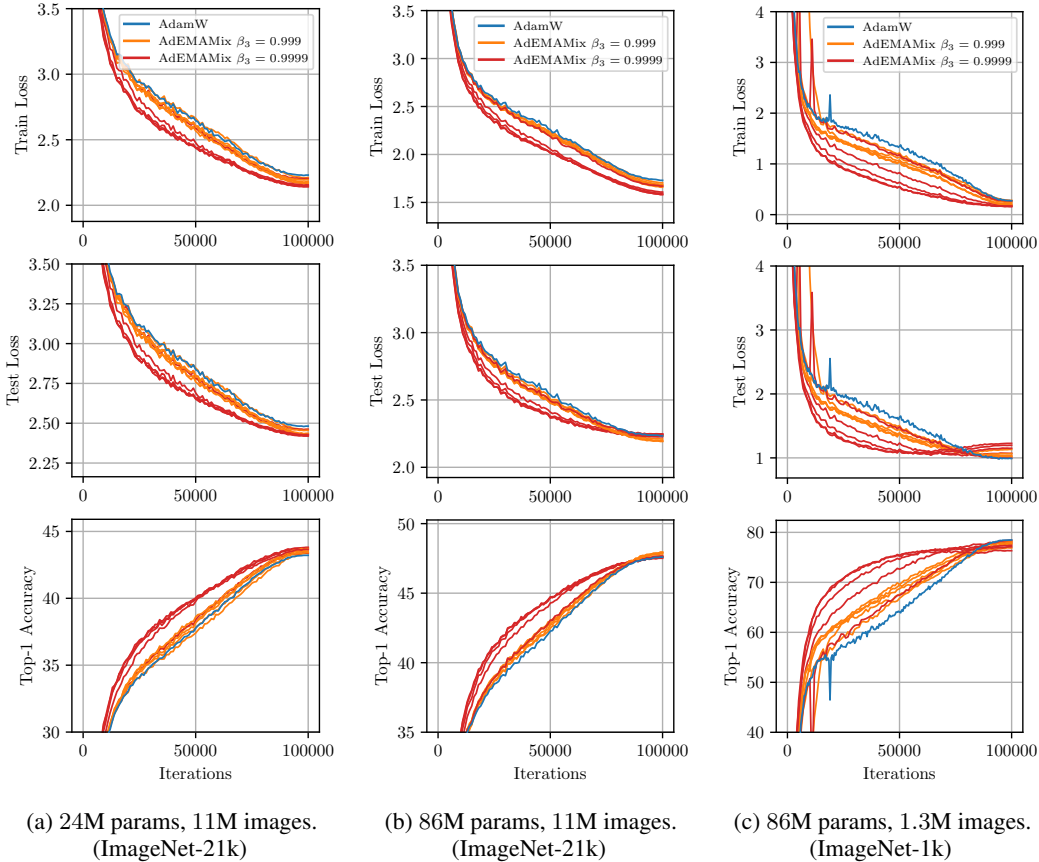 3.5
3.0
2.5
2.0
Train Loss
0
50000
100000
AdamW
AdEMAMix β₃ = 0.999
AdEMAMix β₃ = 0.9999
3.5
3.0
2.5
2.0
1.5
Train Loss
0
50000
100000
AdamW
AdEMAMix β₃ = 0.999
AdEMAMix β₃ = 0.9999
4
3
2
1
0
Train Loss
0
50000
100000
AdamW
AdEMAMix β₃ = 0.999
AdEMAMix β₃ = 0.9999
3.50
3.25
3.00
2.75
2.50
2.25
Test Loss
0
50000
100000
3.5
3.0
2.5
2.0
Test Loss
0
50000
100000
4
3
2
1
Test Loss
0
50000
100000
45
40
35
30
Top-1 Accuracy
0
50000
100000
Iterations
50
45
40
35
Top-1 Accuracy
0
50000
100000
Iterations
80
70
60
50
40
Top-1 Accuracy
0
50000
100000
Iterations
(a) 24M params, 11M images.
(ImageNet-21k)
(b) 86M params, 11M images.
(ImageNet-21k)
(c) 86M params, 1.3M images.
(ImageNet-1k)